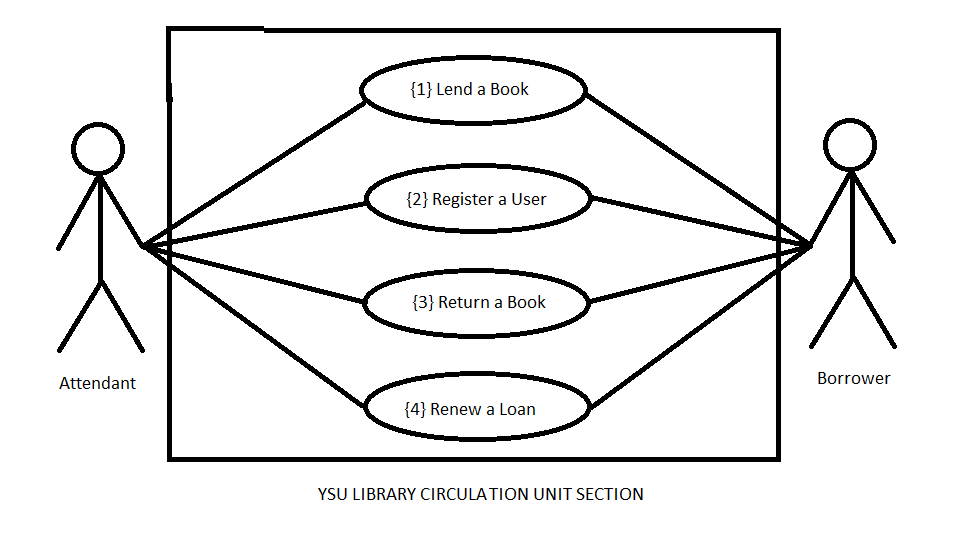 {1} Lend a Book
{2} Register a User
{3} Return a Book
{4} Renew a Loan
Attendant
Borrower
YSU LIBRARY CIRCULATION UNIT SECTION